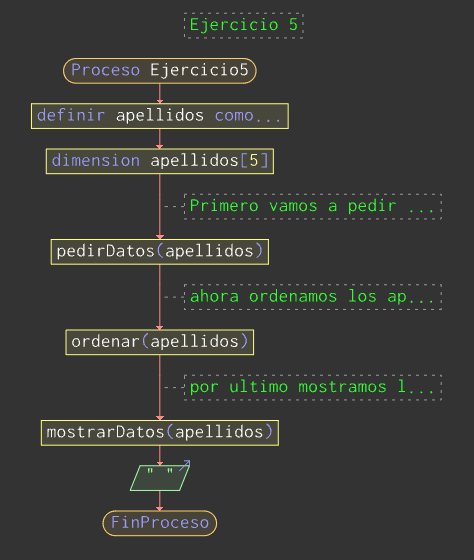 Ejercicio 5
Proceso Ejercicio5
definir apellidos como...
dimension apellidos[5]
Primero vamos a pedir ...
pedirDatos(apellidos)
ahora ordenamos los ap...
ordenar(apellidos)
por ultimo mostramos l...
mostrarDatos(apellidos)
" "
FinProceso